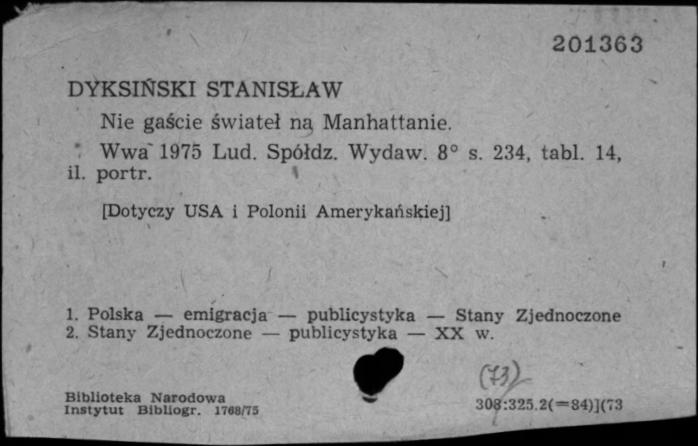 201363
DYKSIŃSKI STANISŁAW
Nie gaście świateł na Manhattanie.
Wwa 1975 Lud. Spółdz. Wydaw. 8° s. 234, tabl. 14,
il. portr.
[Dotyczy USA i Polonii Amerykańskiej]
1. Polska — emigracja — publicystyka — Stany Zjednoczone
2. Stany Zjednoczone — publicystyka — XX w.
(73)
Biblioteka Narodowa
Instytut Bibliogr. 1768/75
308:325.2(=84)](73